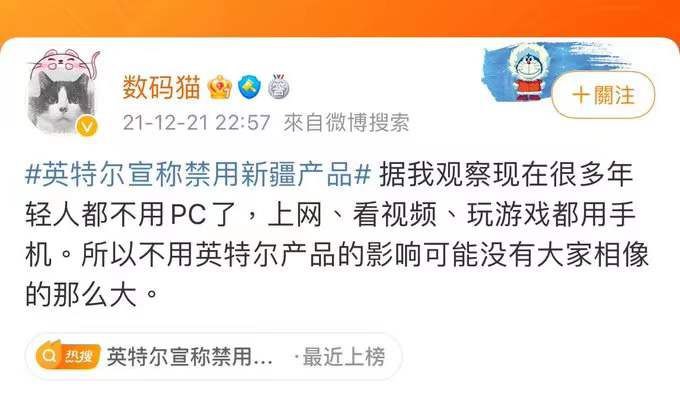 数码猫
答
+關注
21-12-21 22:57 來自微博搜索
#英特尔宣称禁用新疆产品# 据我观察现在很多年
轻人都不用PC了，上网、看视频、玩游戏都用手
机。所以不用英特尔产品的影响可能没有大家相像
的那么大。
热搜 英特尔宣称禁用... ·最近上榜